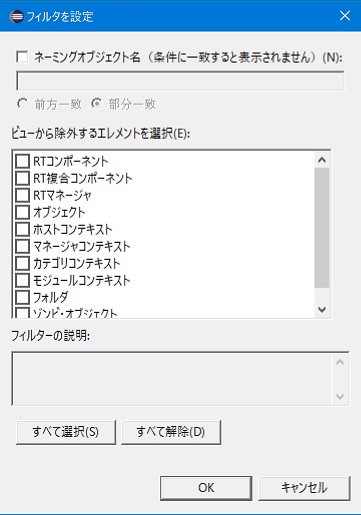 フィルタを設定
ネーミングオブジェクト名（条件に一致すると表示されません）(N):
前方一致 部分一致
ビューから除外するエレメントを選択(E):
RTコンポーネント
RT複合コンポーネント
RTマネージャ
オブジェクト
ホストコンテキスト
マネージャコンテキスト
カテゴリコンテキスト
モジュールコンテキスト
フォルダ
ゾンビ・オブジェクト
フィルターの説明:
すべて選択(S) すべて解除(D)
OK キャンセル